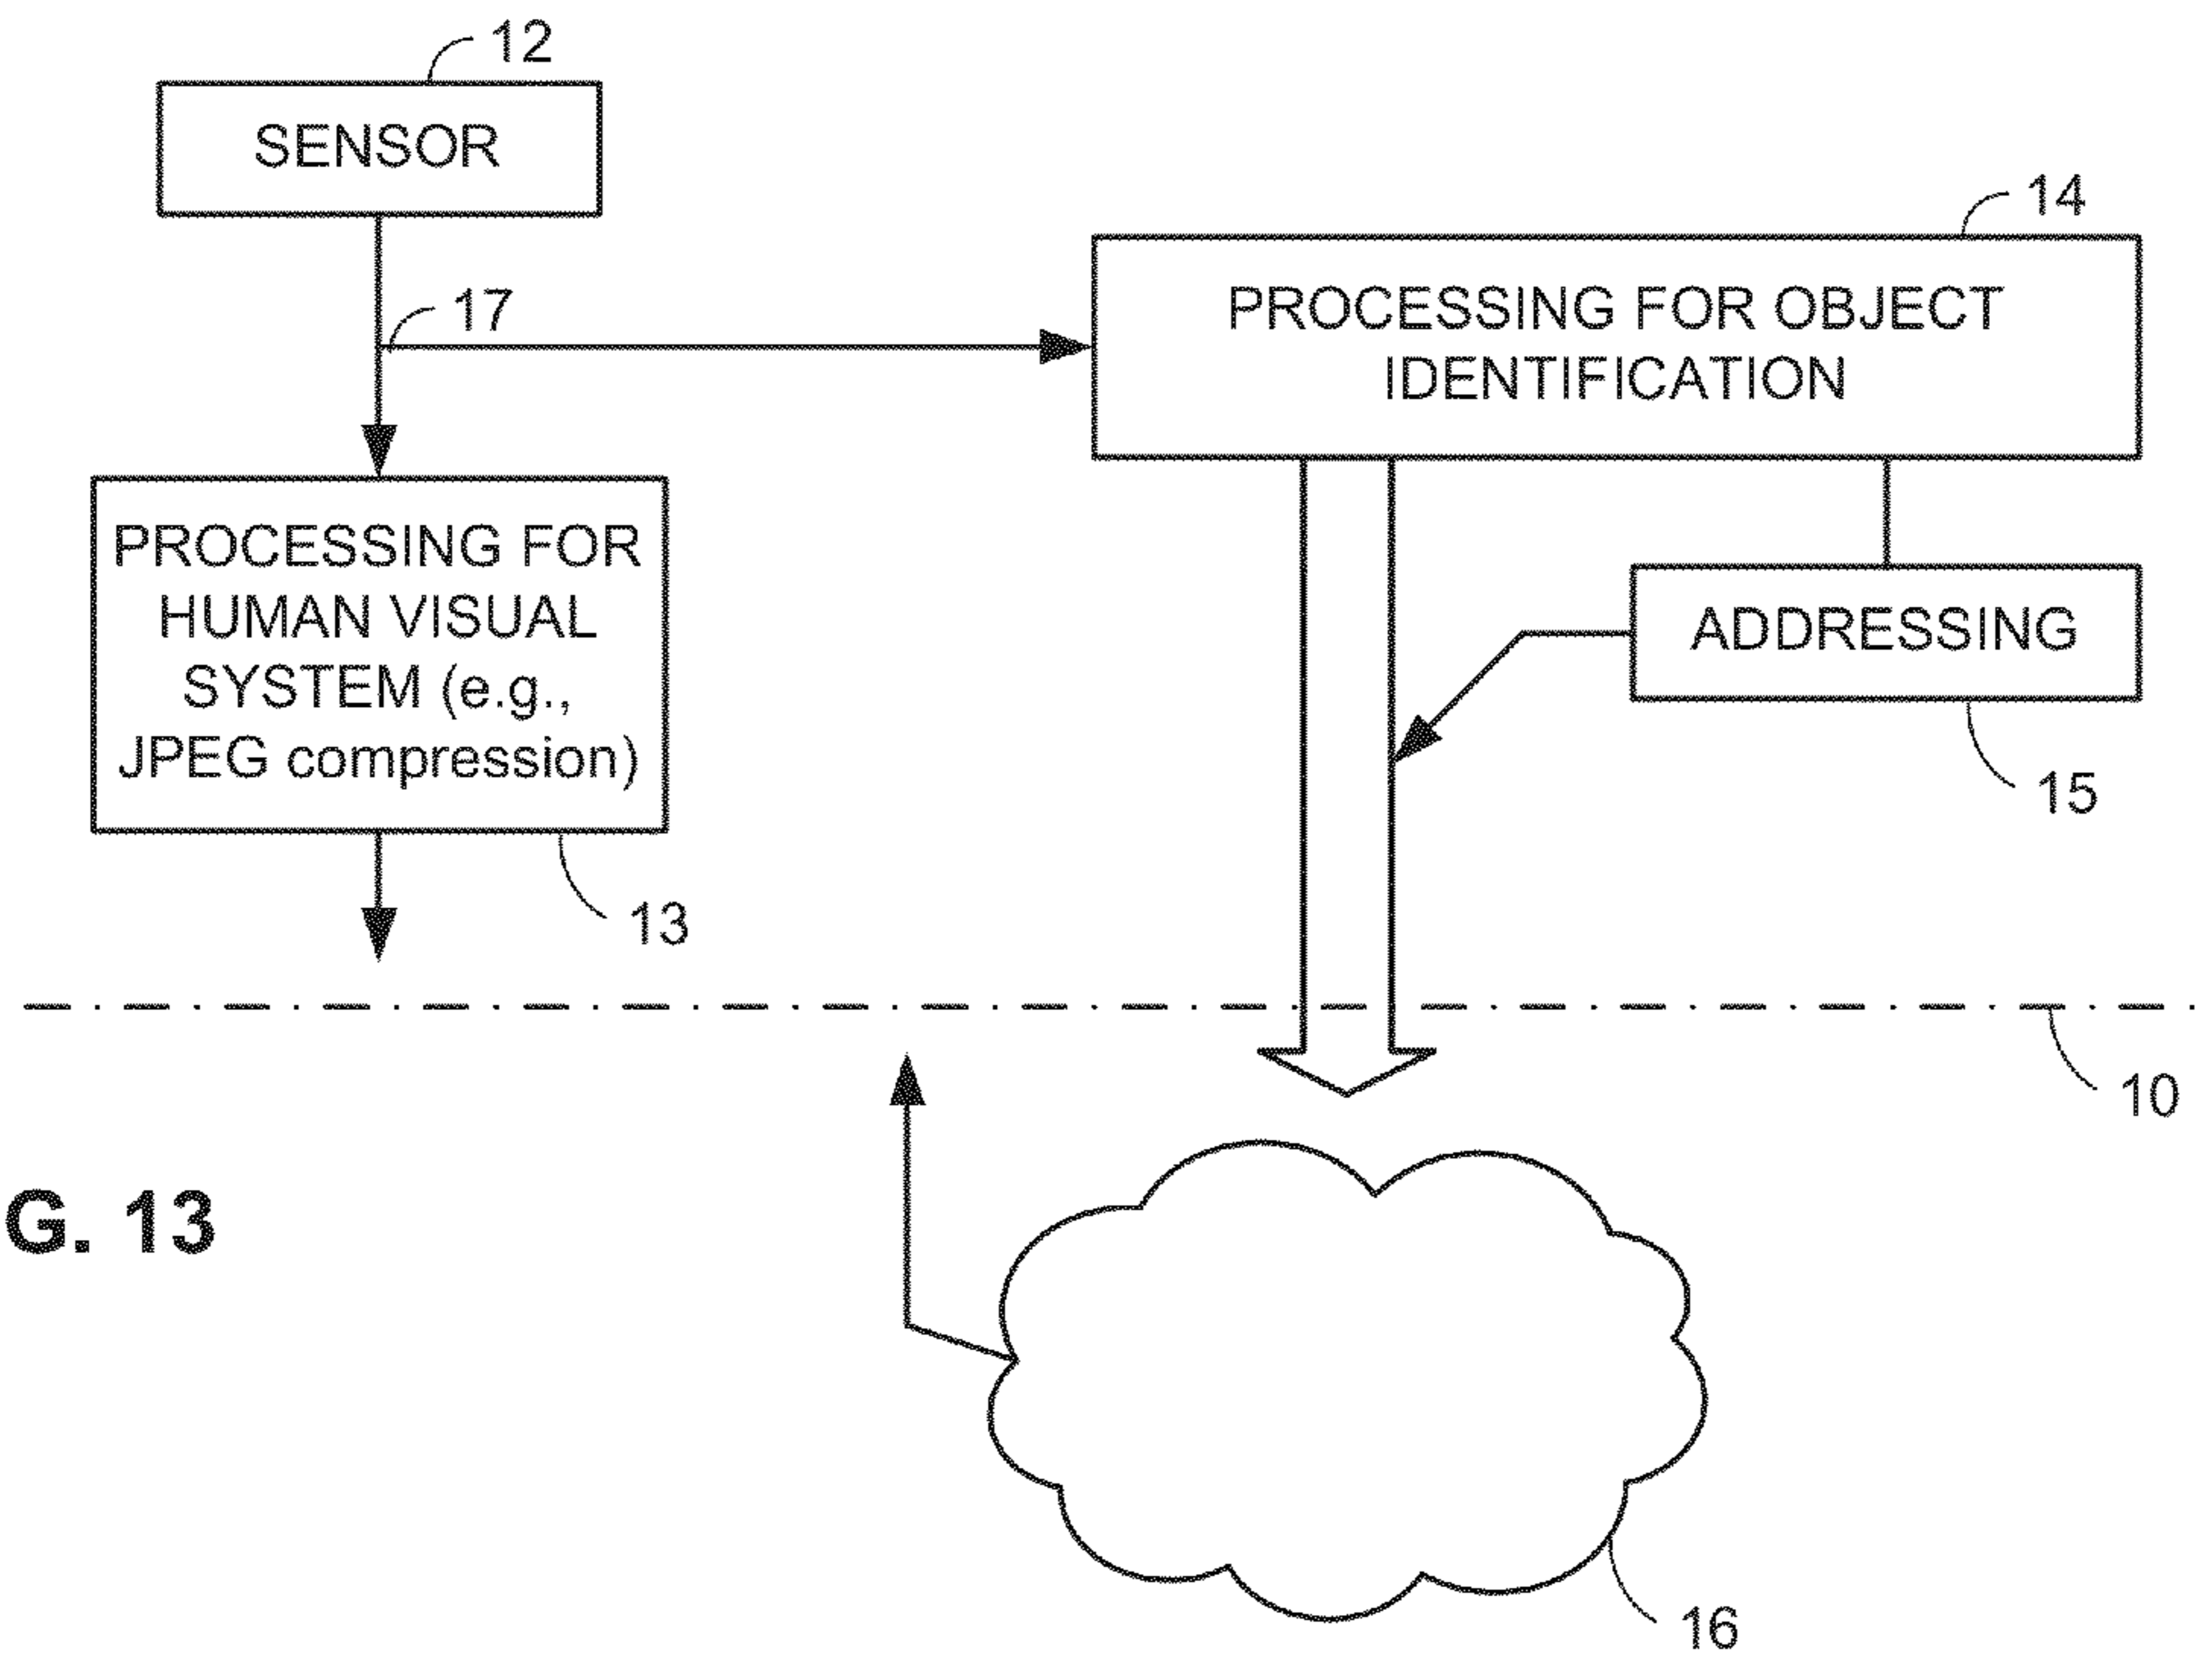 12
SENSOR
14
17
PROCESSING FOR OBJECT
IDENTIFICATION
PROCESSING FOR
HUMAN VISUAL
SYSTEM (e.g.,
JPEG compression)
ADDRESSING
15
13
10
G. 13
16